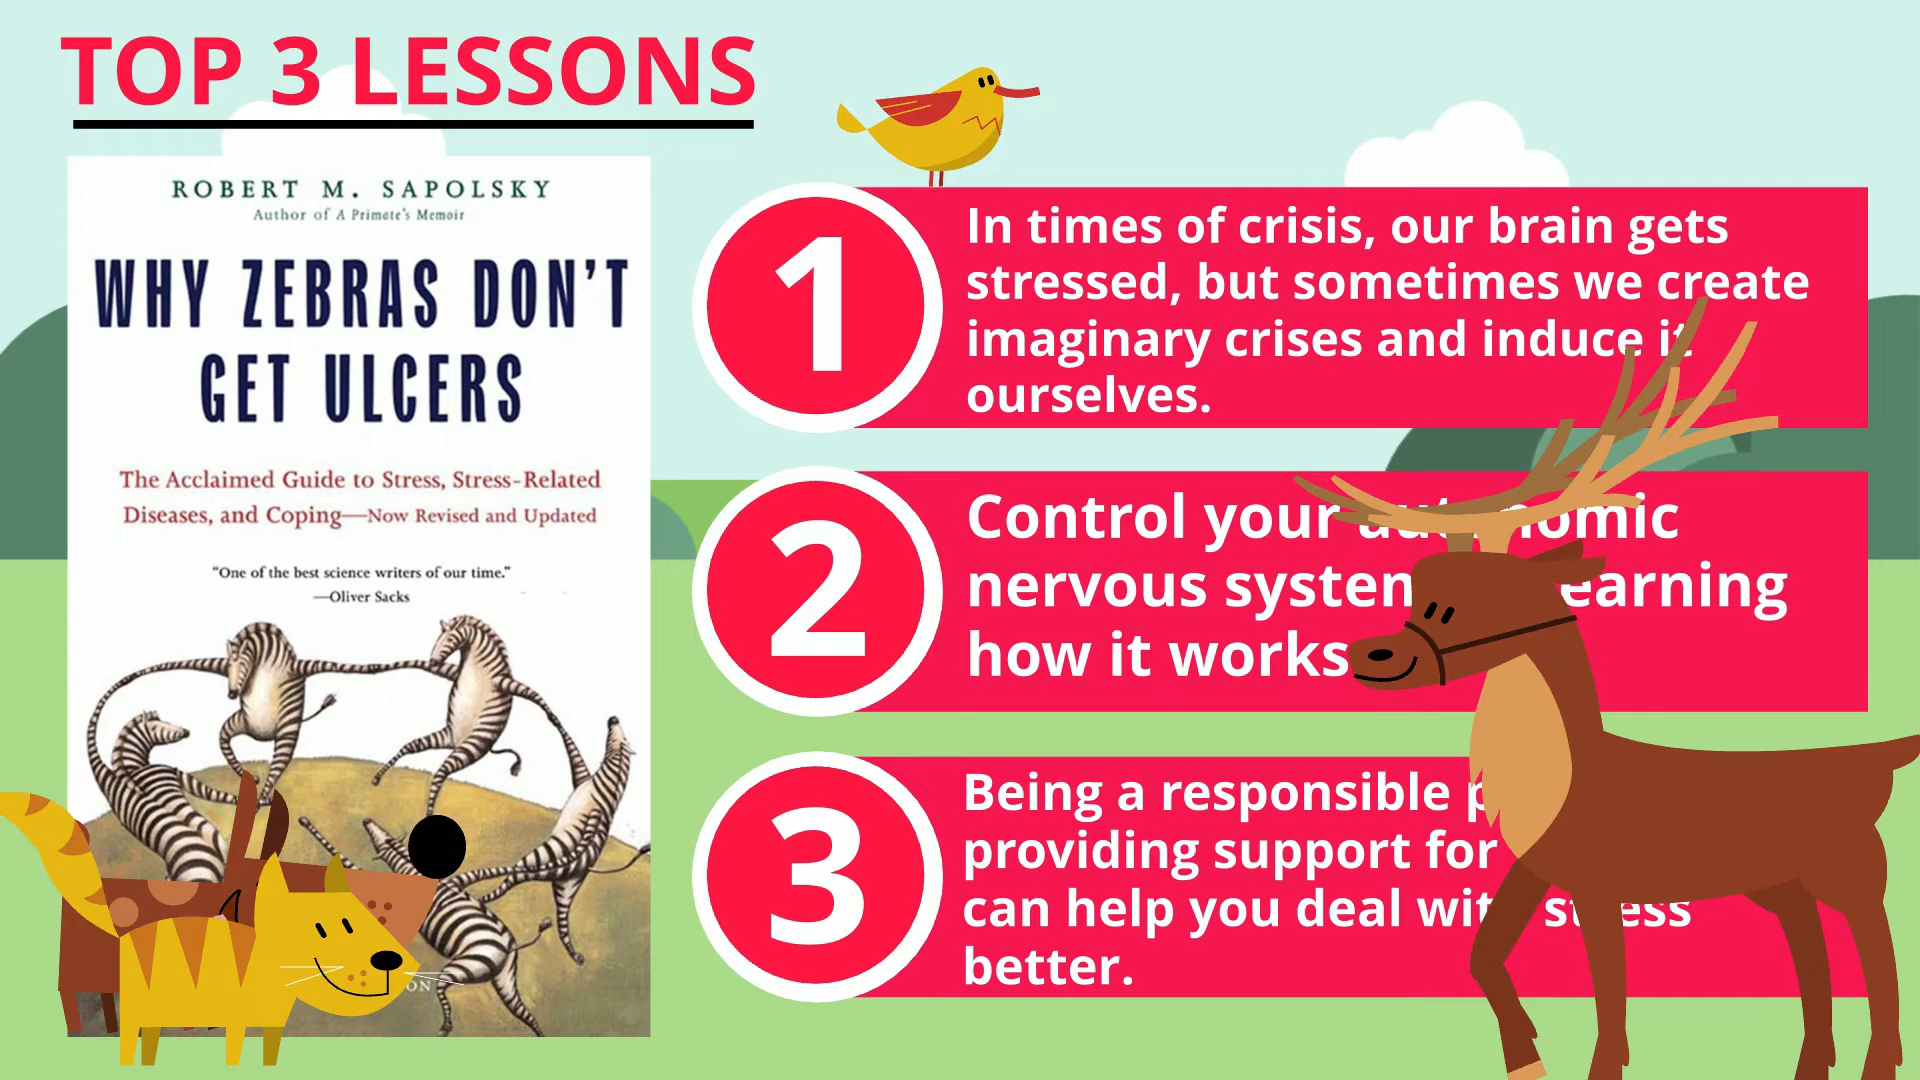 TOP 3 LESSONS
ROBERT M. SAPOLSKY
Author of A Primate's Memoir
WHY ZEBRAS DON'T
GET ULCERS
The Acclaimed Guide to Stress, Stress-Related
Diseases, and Coping—Now Revised and Updated
"One of the best science writers of our time."
—Oliver Sacks
1
In times of crisis, our brain gets
stressed, but sometimes we create
imaginary crises and induce it
ourselves.
2
Control your autonomic
nervous system learning
how it works
3
Being a responsible
providing support for
can help you deal with stress
better.